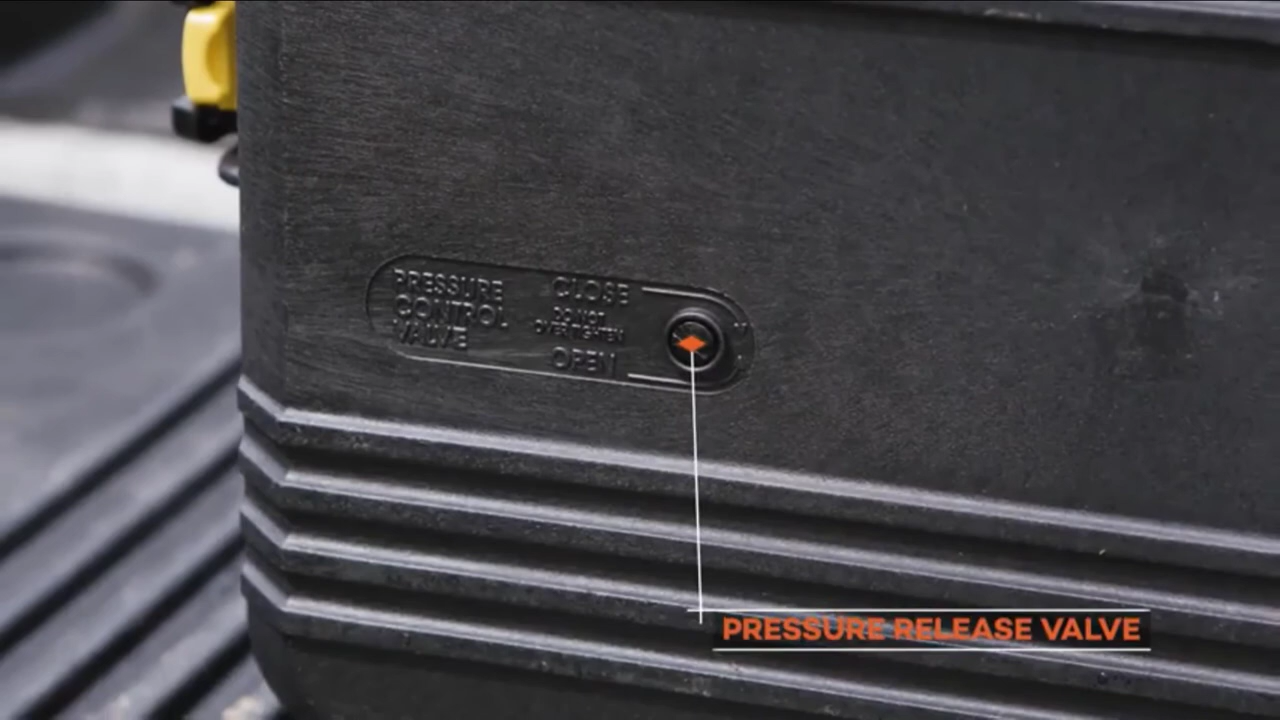 PRESSURE
CONTROL
VALVE
CLOSE
DO NOT
OVER TIGHTEN
OPEN
PRESSURE RELEASE VALVE